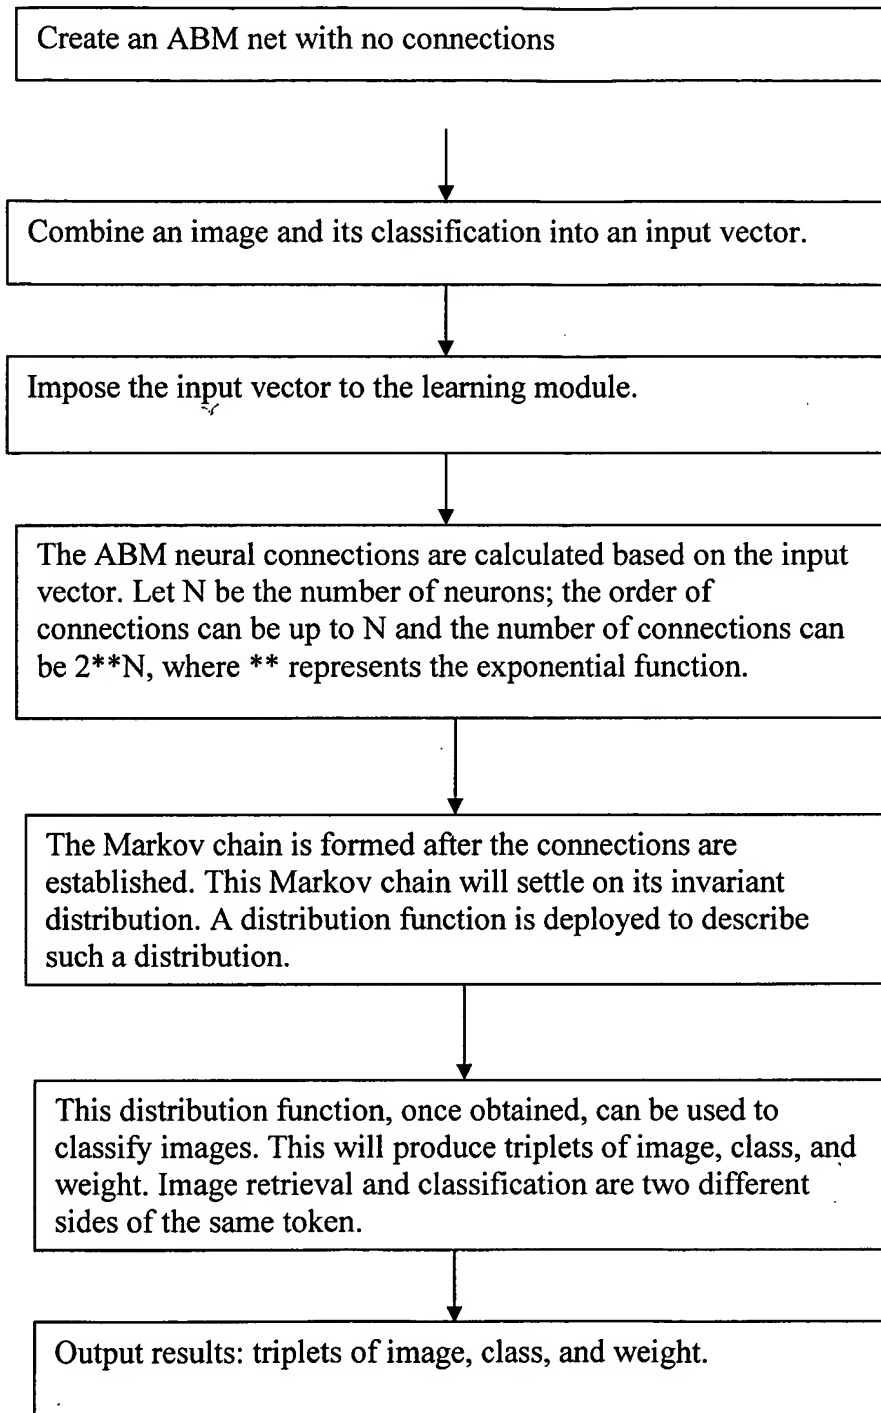 Create an ABM net with no connections
Combine an image and its classification into an input vector.
Impose the input vector to the learning module.
The ABM neural connections are calculated based on the input
vector. Let N be the number of neurons; the order of
connections can be up to N and the number of connections can
be 2**N, where ** represents the exponential function.
The Markov chain is formed after the connections are
established. This Markov chain will settle on its invariant
distribution. A distribution function is deployed to describe
such a distribution.
This distribution function, once obtained, can be used to
classify images. This will produce triplets of image, class, and
weight. Image retrieval and classification are two different
sides of the same token.
Output results: triplets of image, class, and weight.